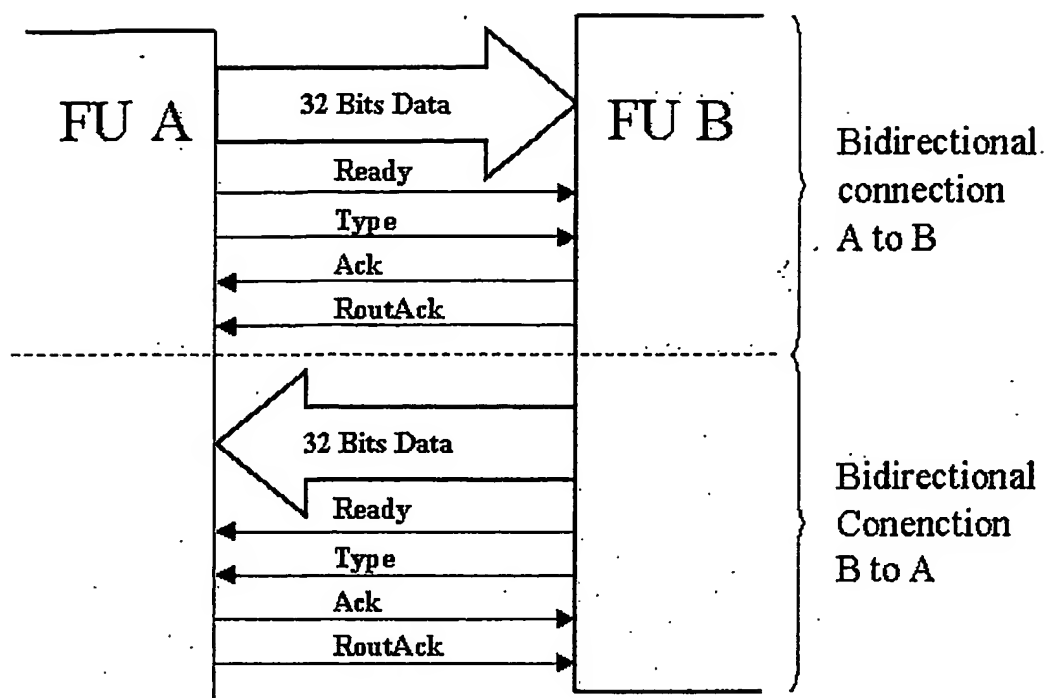 FU A
32 Bits Data
FU B
Ready
Type
Ack
RoutAck
Bidirectional
connection
A to B
32 Bits Data
Ready
Type
Ack
RoutAck
Bidirectional
Conenction
B to A